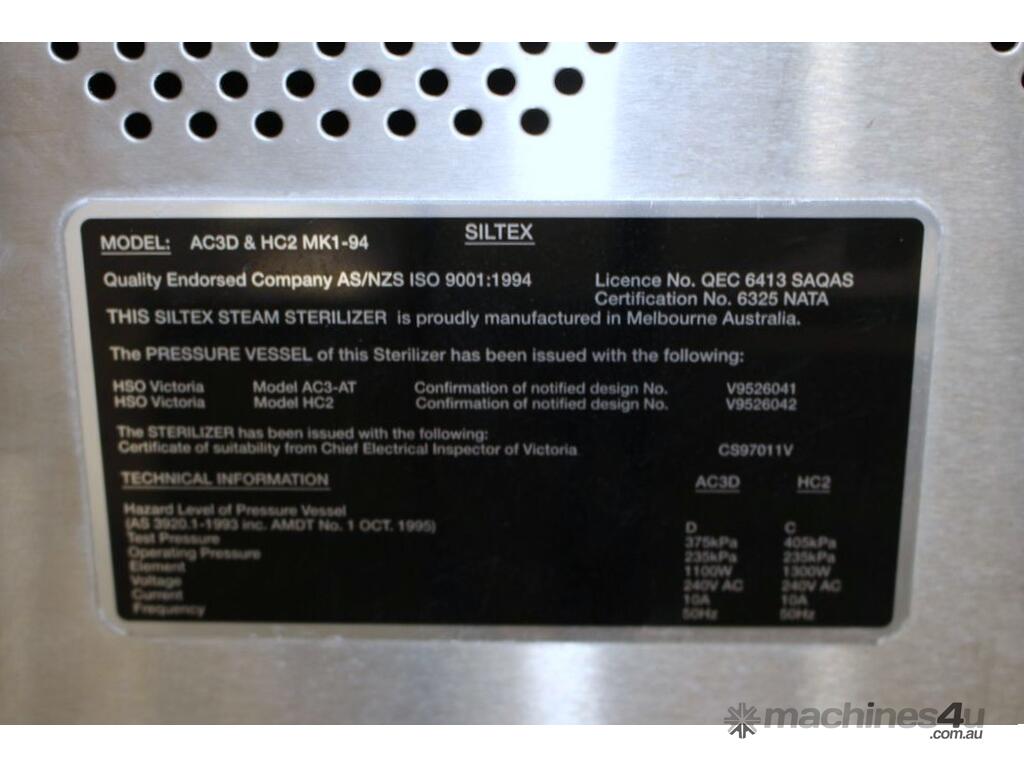 SILTEX
MODEL: AC3D & HC2 MK1-94
Quality Endorsed Company AS/NZS ISO 9001:1994 Licence No. QEC 6413 SAQAS
Certification No. 6325 NATA
THIS SILTEX STEAM STERILIZER is proudly manufactured in Melbourne Australia.
The PRESSURE VESSEL of this Sterilizer has been issued with the following:
HSO Victoria Model AC3-AT Confirmation of notified design No. V9526041
HSO Victoria Model HC2 Confirmation of notified design No. V9526042
The STERILIZER has been issued with the following:
Certificate of suitability from Chief Electrical Inspector of Victoria CS97011V
TECHNICAL INFORMATION AC3D HC2
Hazard Level of Pressure Vessel
(AS 3920.1-1993 inc. AMDT No. 1 OCT. 1995) D C
Test Pressure 375kPa 405kPa
Operating Pressure 235kPa 235kPa
Element 1100W 1300W
Voltage 240V AC 240V AC
Current 10A 10A
Frequency 50Hz 50Hz
machines4u
.com.au